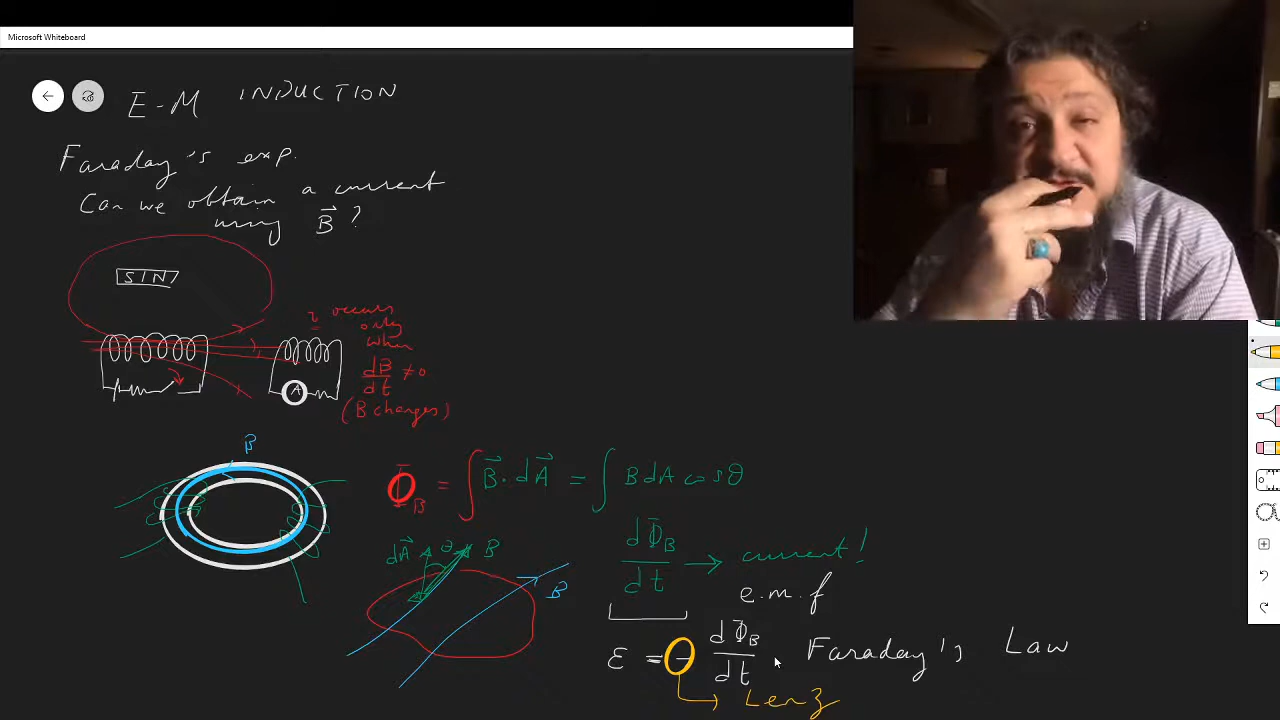 Microsoft Whiteboard
E-M INDUCTION
Faraday's exp.
Can we obtain a current
using B⃗ ?
SIN
i occurs
only
when
dB/dt ≠ 0
(B changes)
A
B
Φ_B = ∫ B⃗ · dA⃗ = ∫ B dA cos θ
dA⃗ θ B
B
dΦ_B/dt → current!
e.m.f
ε = - dΦ_B/dt . Faraday's Law
→ Lenz